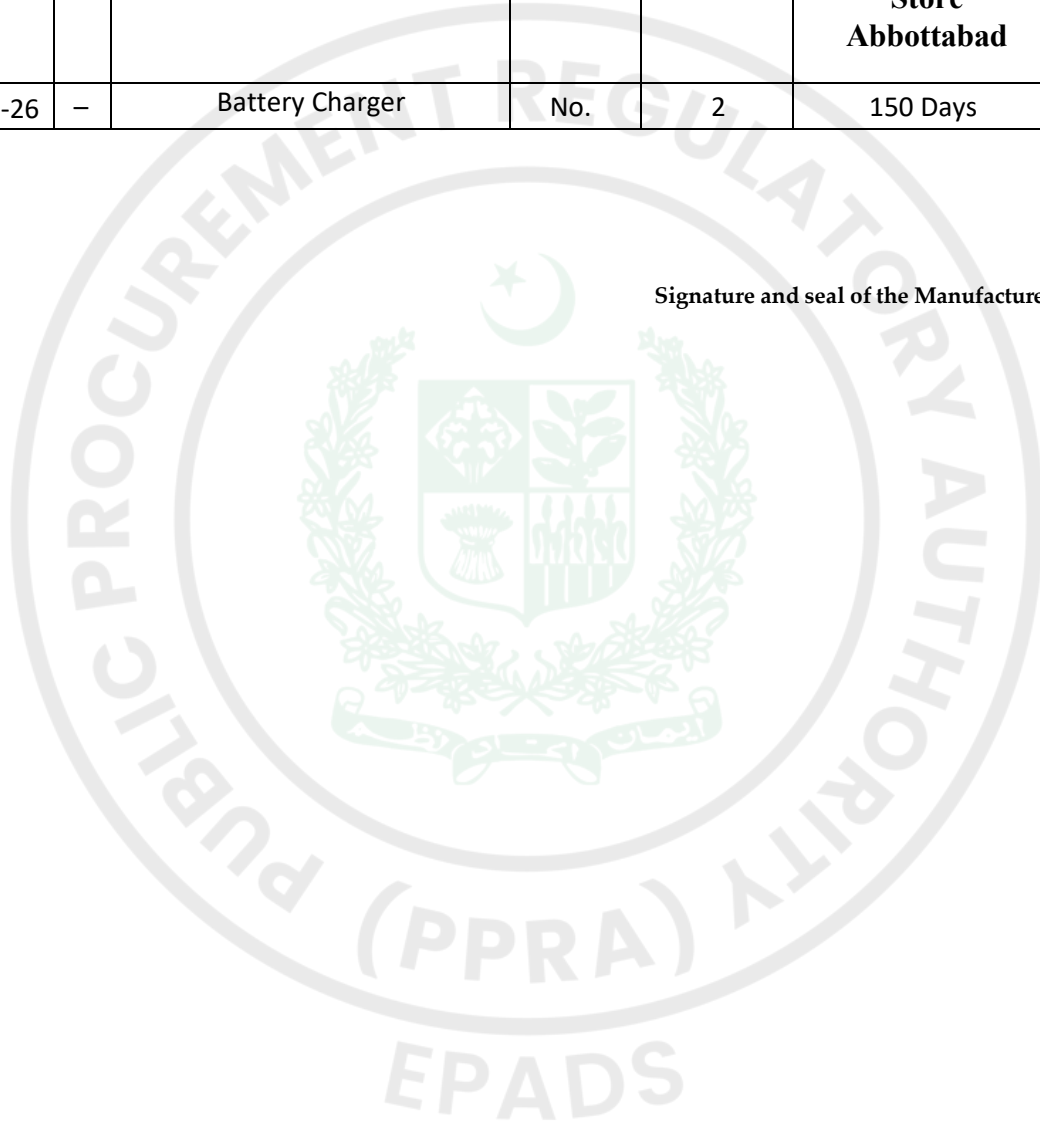 Store
Abbottabad
-26 – Battery Charger No. 2 150 Days
Signature and seal of the Manufacture
PUBLIC PROCUREMENT REGULATORY AUTHORITY
(PPRA)
EPADS